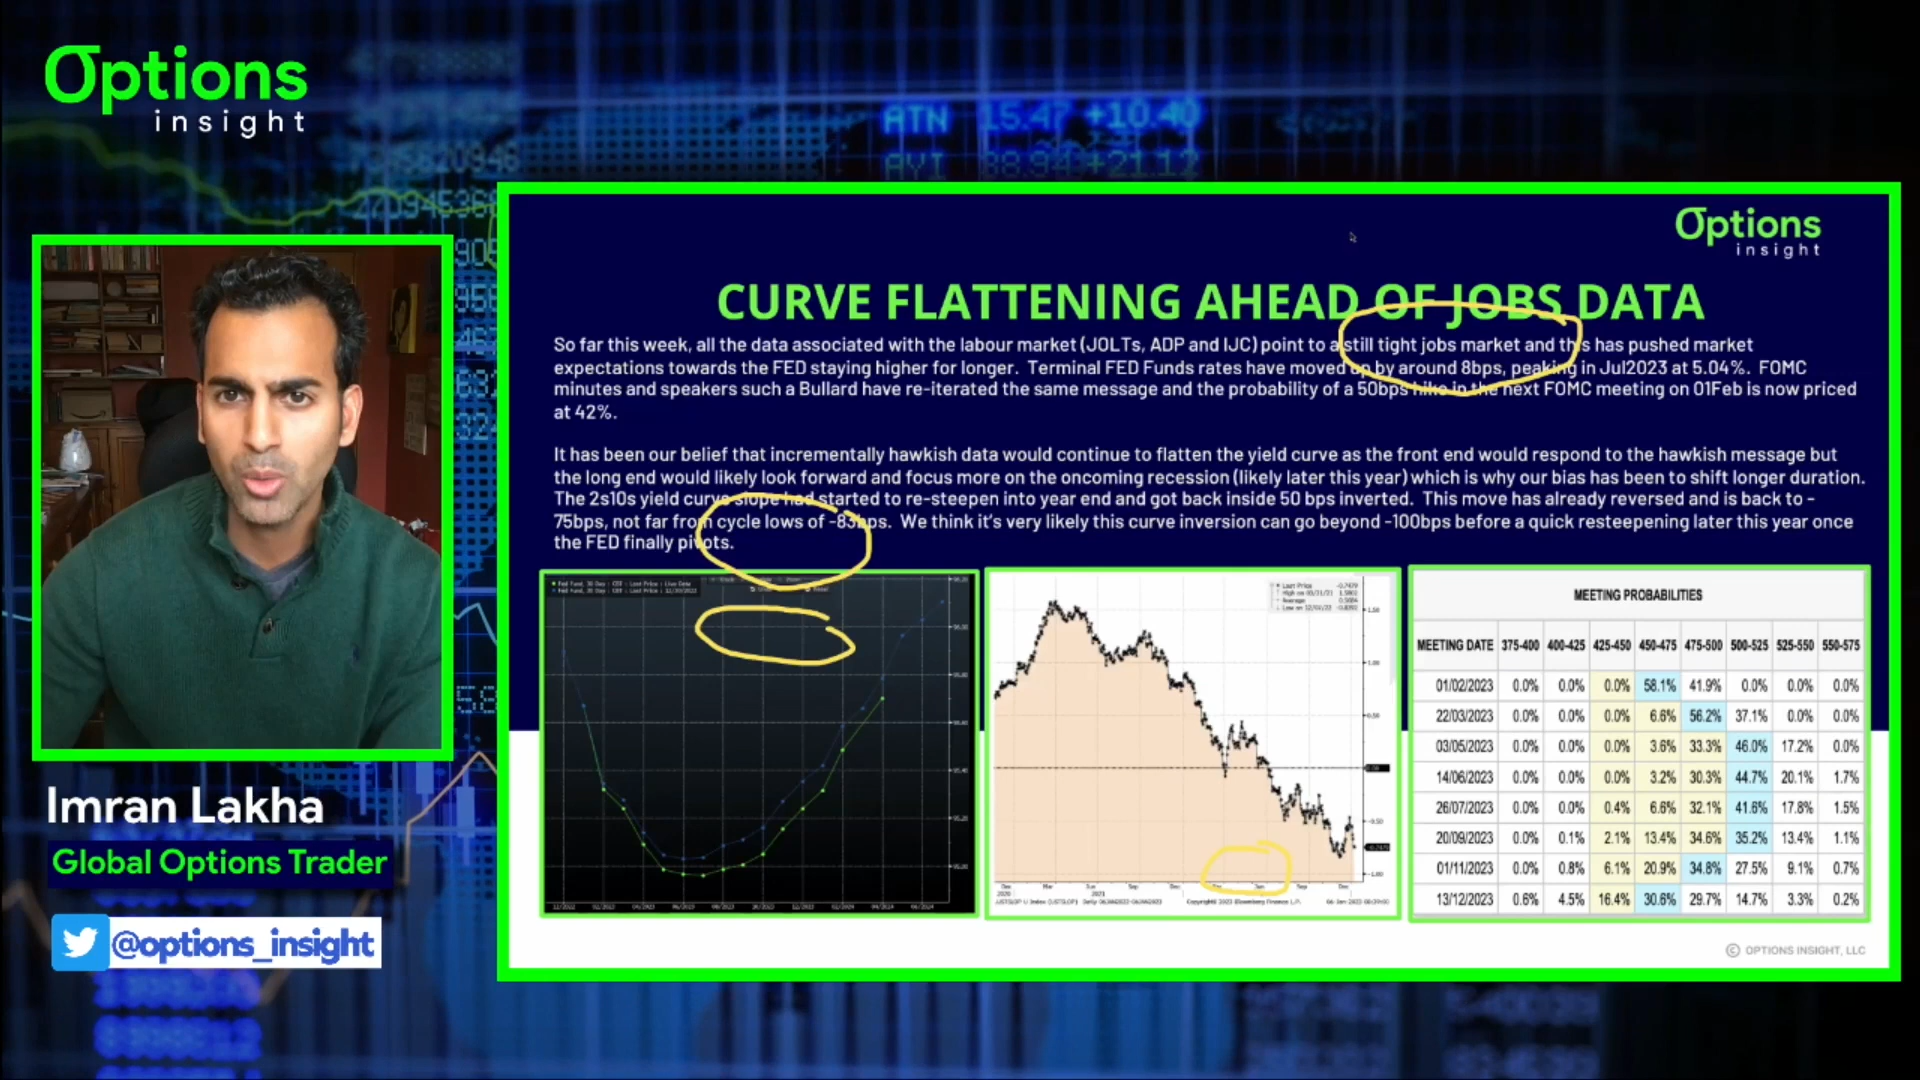 Options
insight
ATN 15.47 +10.40
AVI 88.94 +21.12
Options
insight
CURVE FLATTENING AHEAD OF JOBS DATA
So far this week, all the data associated with the labour market (JOLTs, ADP and IJC) point to a still tight jobs market and this has pushed market
expectations towards the FED staying higher for longer. Terminal FED Funds rates have moved up by around 8bps, peaking in Jul2023 at 5.04%. FOMC
minutes and speakers such a Bullard have re-iterated the same message and the probability of a 50bps hike in the next FOMC meeting on 01Feb is now priced
at 42%.
It has been our belief that incrementally hawkish data would continue to flatten the yield curve as the front end would respond to the hawkish message but
the long end would likely look forward and focus more on the oncoming recession (likely later this year) which is why our bias has been to shift longer duration.
The 2s10s yield curve slope had started to re-steepen into year end and got back inside 50 bps inverted. This move has already reversed and is back to -
75bps, not far from cycle lows of -83bps. We think it's very likely this curve inversion can go beyond -100bps before a quick resteepening later this year once
the FED finally pivots.
MEETING PROBABILITIES
MEETING DATE 375-400 400-425 425-450 450-475 475-500 500-525 525-550 550-575
01/02/2023 0.0% 0.0% 0.0% 58.1% 41.9% 0.0% 0.0% 0.0%
22/03/2023 0.0% 0.0% 0.0% 6.6% 56.2% 37.1% 0.0% 0.0%
03/05/2023 0.0% 0.0% 0.0% 3.6% 33.3% 46.0% 17.2% 0.0%
14/06/2023 0.0% 0.0% 0.0% 3.2% 30.3% 44.7% 20.1% 1.7%
26/07/2023 0.0% 0.0% 0.4% 6.6% 32.1% 41.6% 17.8% 1.5%
20/09/2023 0.0% 0.1% 2.1% 13.4% 34.6% 35.2% 13.4% 1.1%
01/11/2023 0.0% 0.8% 6.1% 20.9% 34.8% 27.5% 9.1% 0.7%
13/12/2023 0.6% 4.5% 16.4% 30.6% 29.7% 14.7% 3.3% 0.2%
© OPTIONS INSIGHT, LLC
Imran Lakha
Global Options Trader
@options_insight